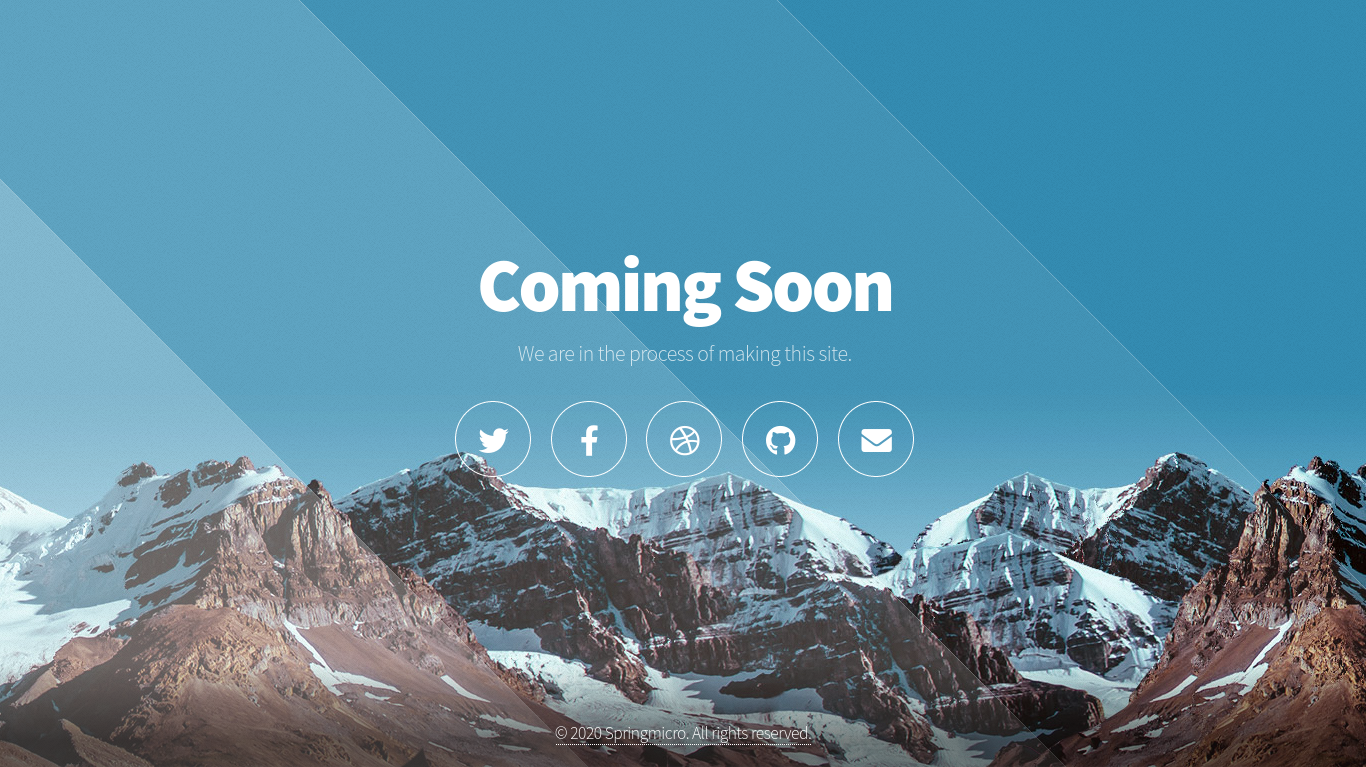 Coming Soon
We are in the process of making this site.
© 2020 Springmicro. All rights reserved.